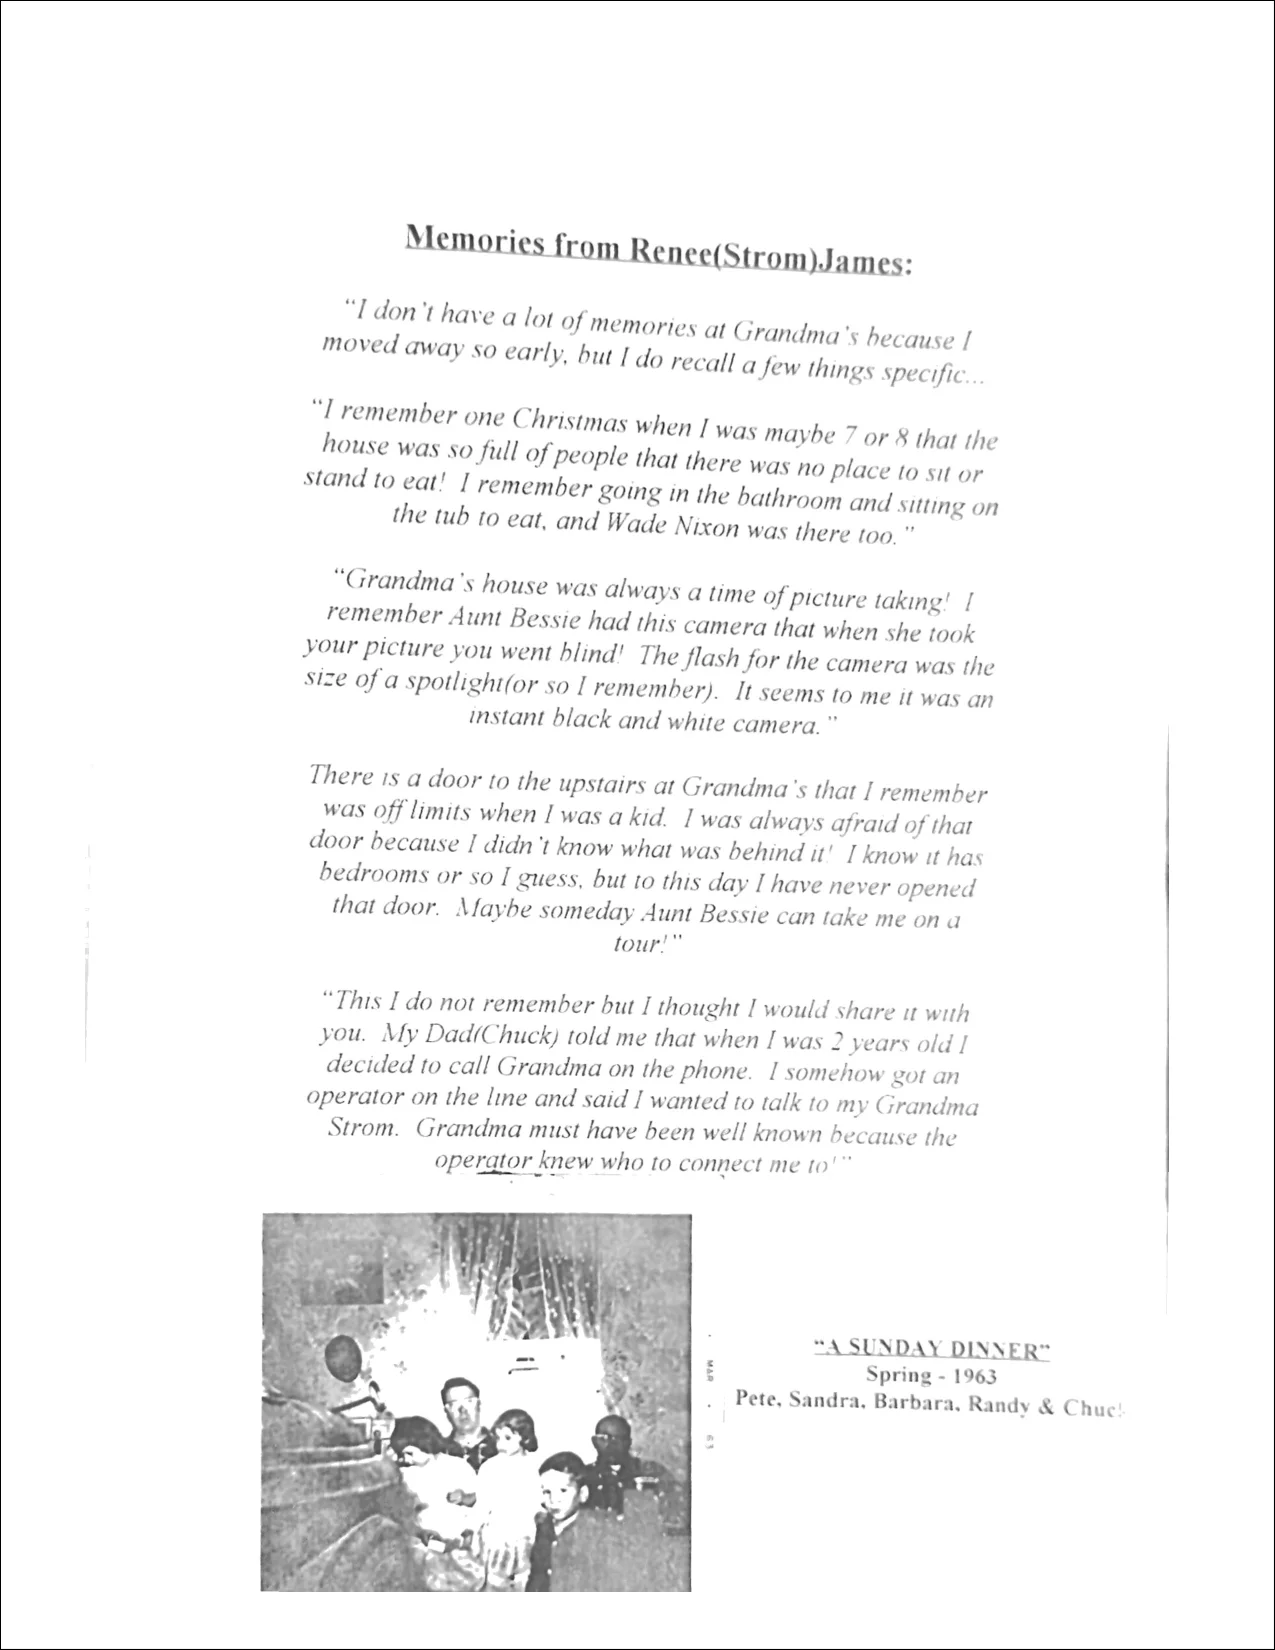 Memories from Renee(Strom)James:
“I don’t have a lot of memories at Grandma’s because I
moved away so early, but I do recall a few things specific...
“I remember one Christmas when I was maybe 7 or 8 that the
house was so full of people that there was no place to sit or
stand to eat!  I remember going in the bathroom and sitting on
the tub to eat, and Wade Nixon was there too.”
“Grandma’s house was always a time of picture taking!  I
remember Aunt Bessie had this camera that when she took
your picture you went blind!  The flash for the camera was the
size of a spotlight(or so I remember).  It seems to me it was an
instant black and white camera.”
There is a door to the upstairs at Grandma’s that I remember
was off limits when I was a kid.  I was always afraid of that
door because I didn’t know what was behind it!  I know it has
bedrooms or so I guess, but to this day I have never opened
that door.  Maybe someday Aunt Bessie can take me on a
tour!”
“This I do not remember but I thought I would share it with
you.  My Dad(Chuck) told me that when I was 2 years old I
decided to call Grandma on the phone.  I somehow got an
operator on the line and said I wanted to talk to my Grandma
Strom.  Grandma must have been well known because the
operator knew who to connect me to!”
MAR . 63
“A SUNDAY DINNER”
Spring - 1963
Pete, Sandra, Barbara, Randy & Chuc